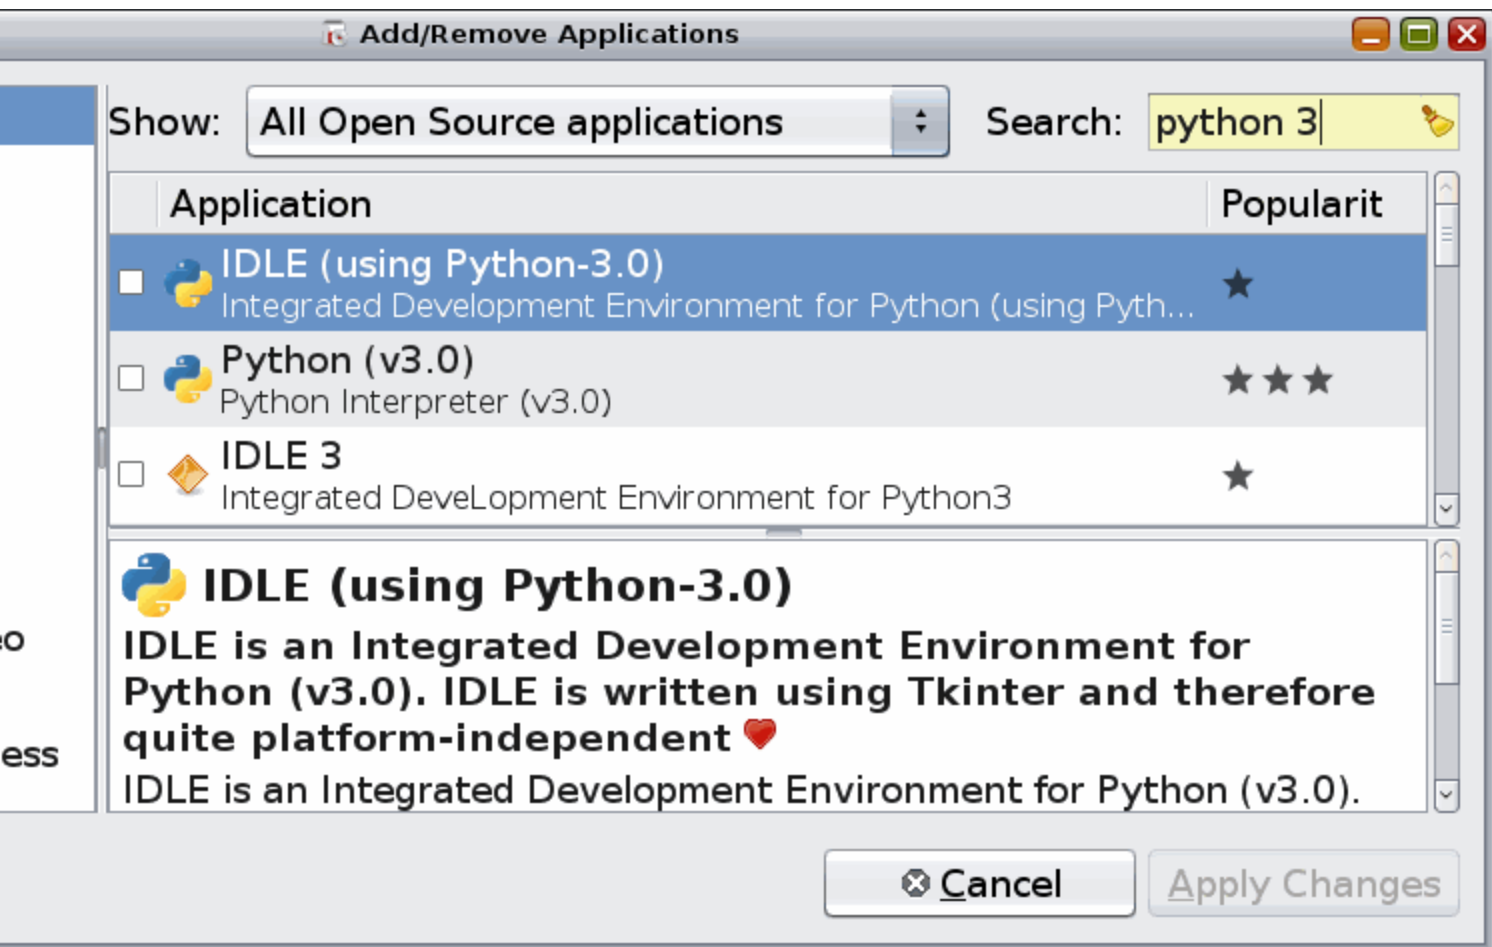 Add/Remove Applications
Show: All Open Source applications Search: python 3
Application Popularit
IDLE (using Python-3.0)
Integrated Development Environment for Python (using Pyth...
Python (v3.0)
Python Interpreter (v3.0)
IDLE 3
Integrated DeveLopment Environment for Python3
IDLE (using Python-3.0)
IDLE is an Integrated Development Environment for
Python (v3.0). IDLE is written using Tkinter and therefore
quite platform-independent
IDLE is an Integrated Development Environment for Python (v3.0).
eo
ess
Cancel Apply Changes